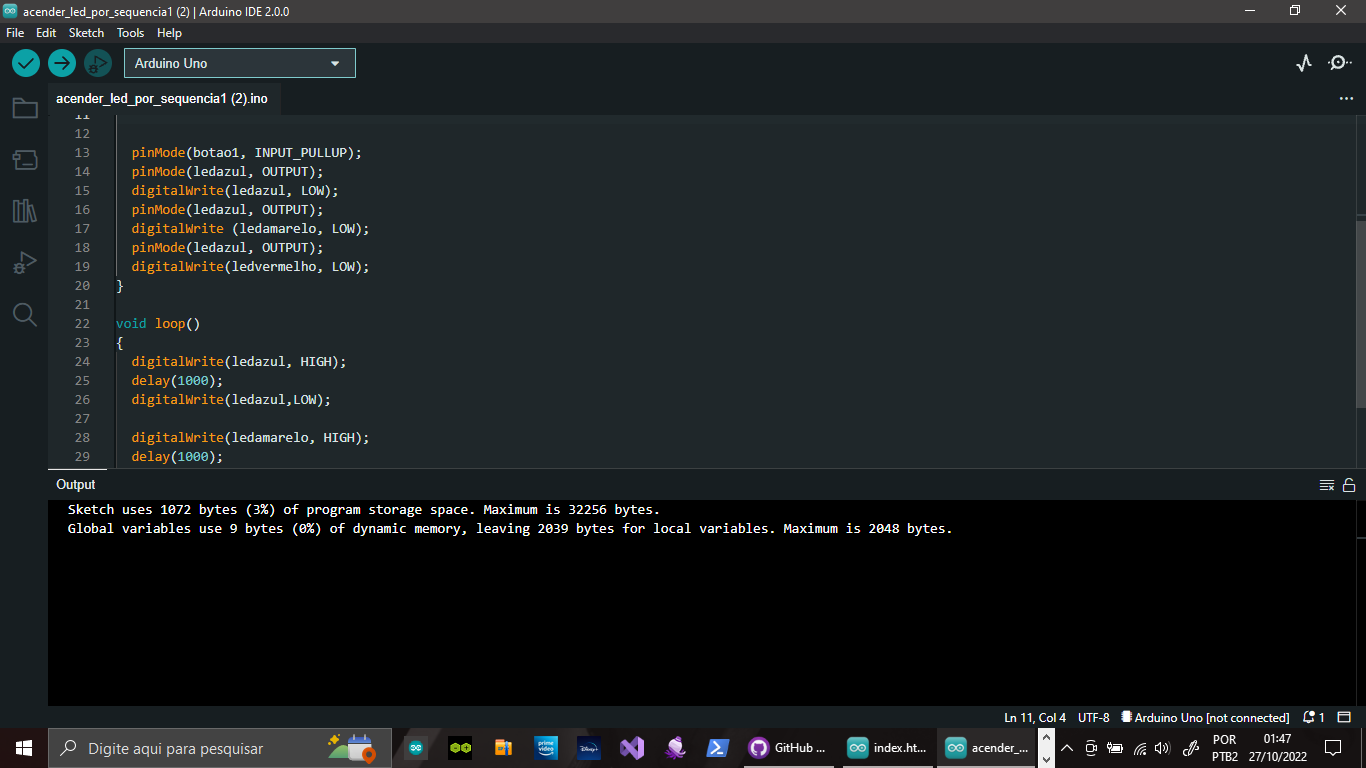 acender_led_por_sequencia1 (2) | Arduino IDE 2.0.0
File Edit Sketch Tools Help
Arduino Uno
acender_led_por_sequencia1 (2).ino
11
12
13 pinMode(botao1, INPUT_PULLUP);
14 pinMode(ledazul, OUTPUT);
15 digitalWrite(ledazul, LOW);
16 pinMode(ledazul, OUTPUT);
17 digitalWrite (ledamarelo, LOW);
18 pinMode(ledazul, OUTPUT);
19 digitalWrite(ledvermelho, LOW);
20 }
21
22 void loop()
23 {
24 digitalWrite(ledazul, HIGH);
25 delay(1000);
26 digitalWrite(ledazul,LOW);
27
28 digitalWrite(ledamarelo, HIGH);
29 delay(1000);
Output
Sketch uses 1072 bytes (3%) of program storage space. Maximum is 32256 bytes.
Global variables use 9 bytes (0%) of dynamic memory, leaving 2039 bytes for local variables. Maximum is 2048 bytes.
Ln 11, Col 4 UTF-8 Arduino Uno [not connected] 1
Digite aqui para pesquisar
prime video
Disney+
GitHub ...
index.ht...
acender_...
POR
PTB2
01:47
27/10/2022